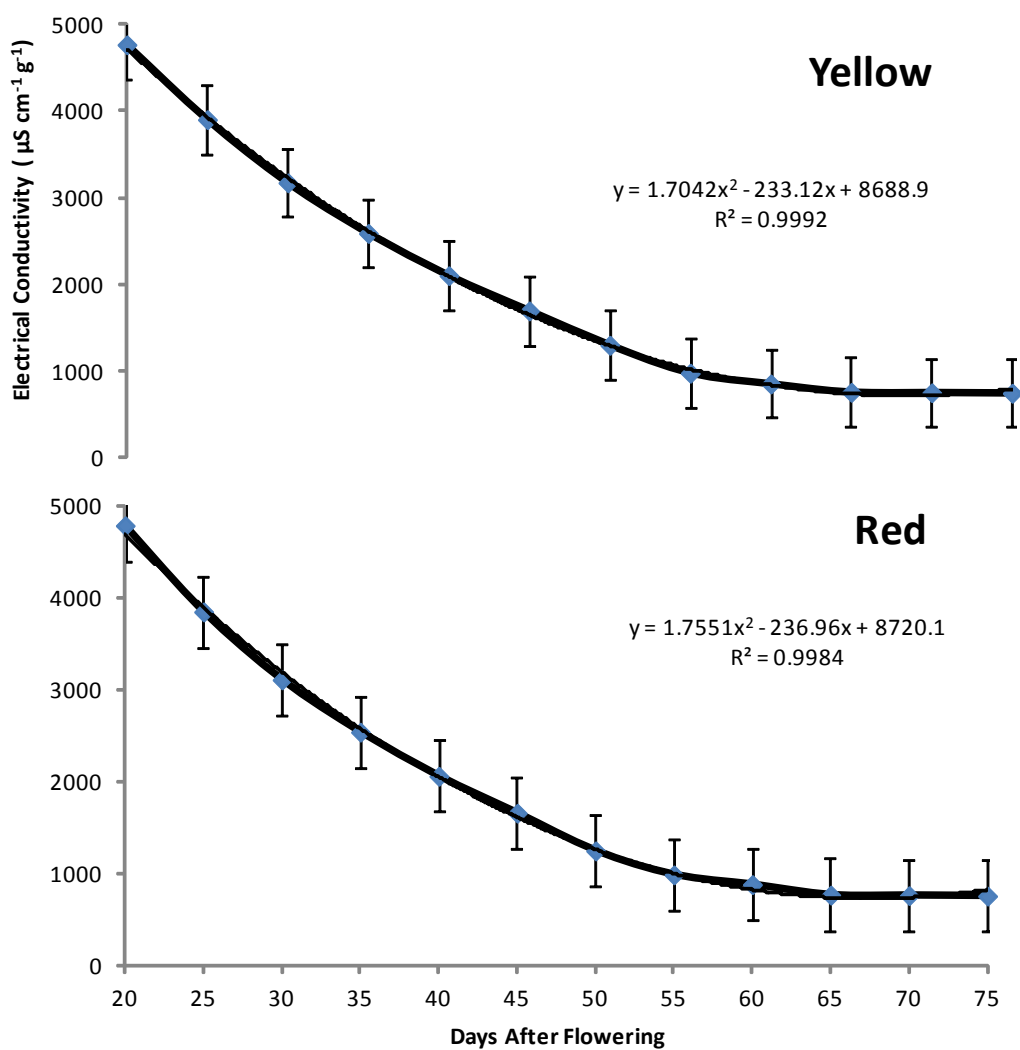 Electrical Conductivity ( µS cm⁻¹ g⁻¹)
5000
4000
3000
2000
1000
0
Yellow
y = 1.7042x² - 233.12x + 8688.9
R² = 0.9992
5000
4000
3000
2000
1000
0
Red
y = 1.7551x² - 236.96x + 8720.1
R² = 0.9984
20 25 30 35 40 45 50 55 60 65 70 75
Days After Flowering